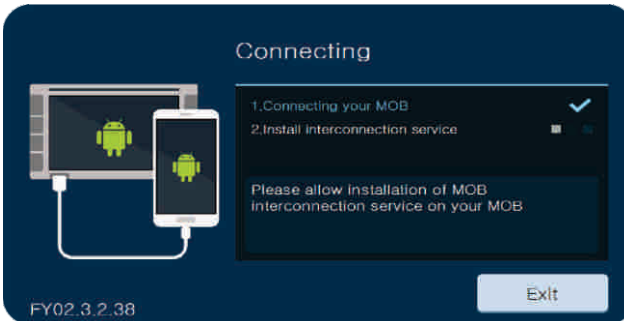 Connecting
1.Connecting your MOB
2.Install interconnection service
Please allow installation of MOB
interconnection service on your MOB
Exit
FY02.3.2.38